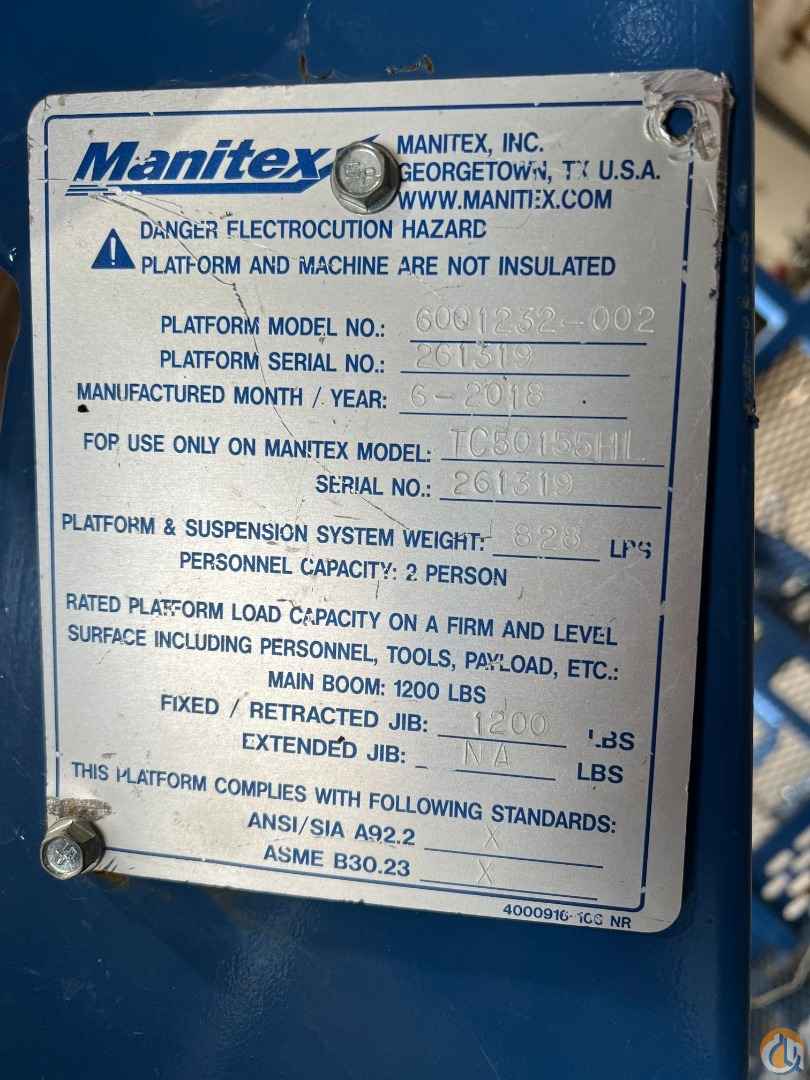 Manitex
MANITEX, INC.
GEORGETOWN, TX U.S.A.
WWW.MANITEX.COM
DANGER ELECTROCUTION HAZARD
PLATFORM AND MACHINE ARE NOT INSULATED
PLATFORM MODEL NO.: 6001232-002
PLATFORM SERIAL NO.: 261319
MANUFACTURED MONTH / YEAR: 6-2018
FOR USE ONLY ON MANITEX MODEL: TC50155HL
SERIAL NO.: 261319
PLATFORM & SUSPENSION SYSTEM WEIGHT: 828 LBS
PERSONNEL CAPACITY: 2 PERSON
RATED PLATFORM LOAD CAPACITY ON A FIRM AND LEVEL
SURFACE INCLUDING PERSONNEL, TOOLS, PAYLOAD, ETC.:
MAIN BOOM: 1200 LBS
FIXED / RETRACTED JIB: 1200 LBS
EXTENDED JIB: NA LBS
THIS PLATFORM COMPLIES WITH FOLLOWING STANDARDS:
ANSI/SIA A92.2 X
ASME B30.23 X